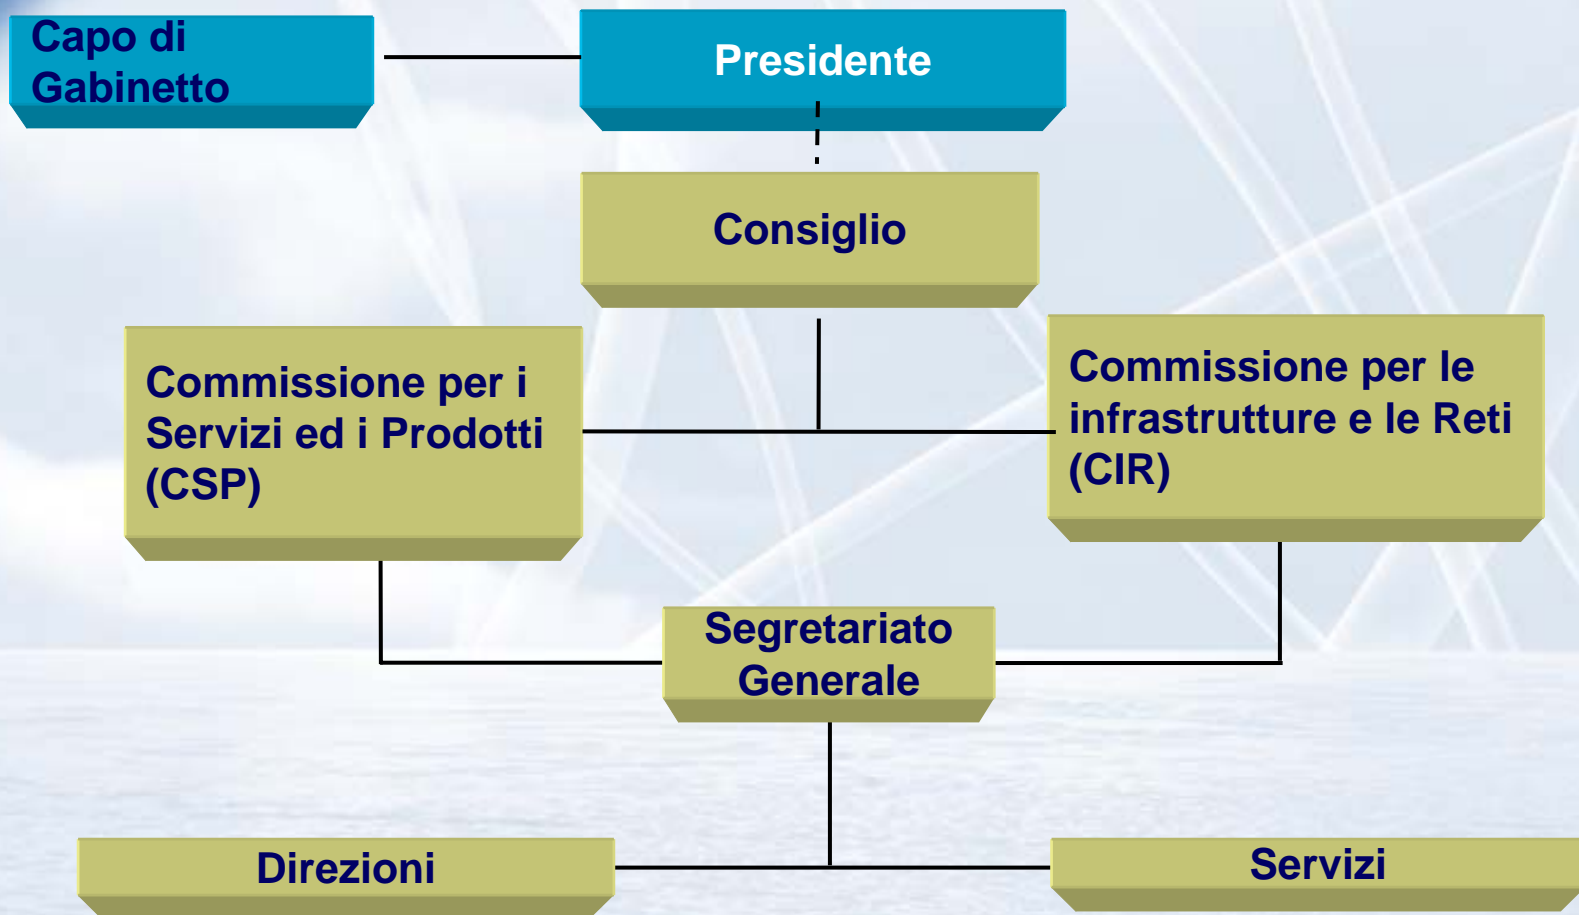 Capo di
Gabinetto
Presidente
Consiglio
Commissione per i
Servizi ed i Prodotti
(CSP)
Commissione per le
infrastrutture e le Reti
(CIR)
Segretariato
Generale
Direzioni
Servizi